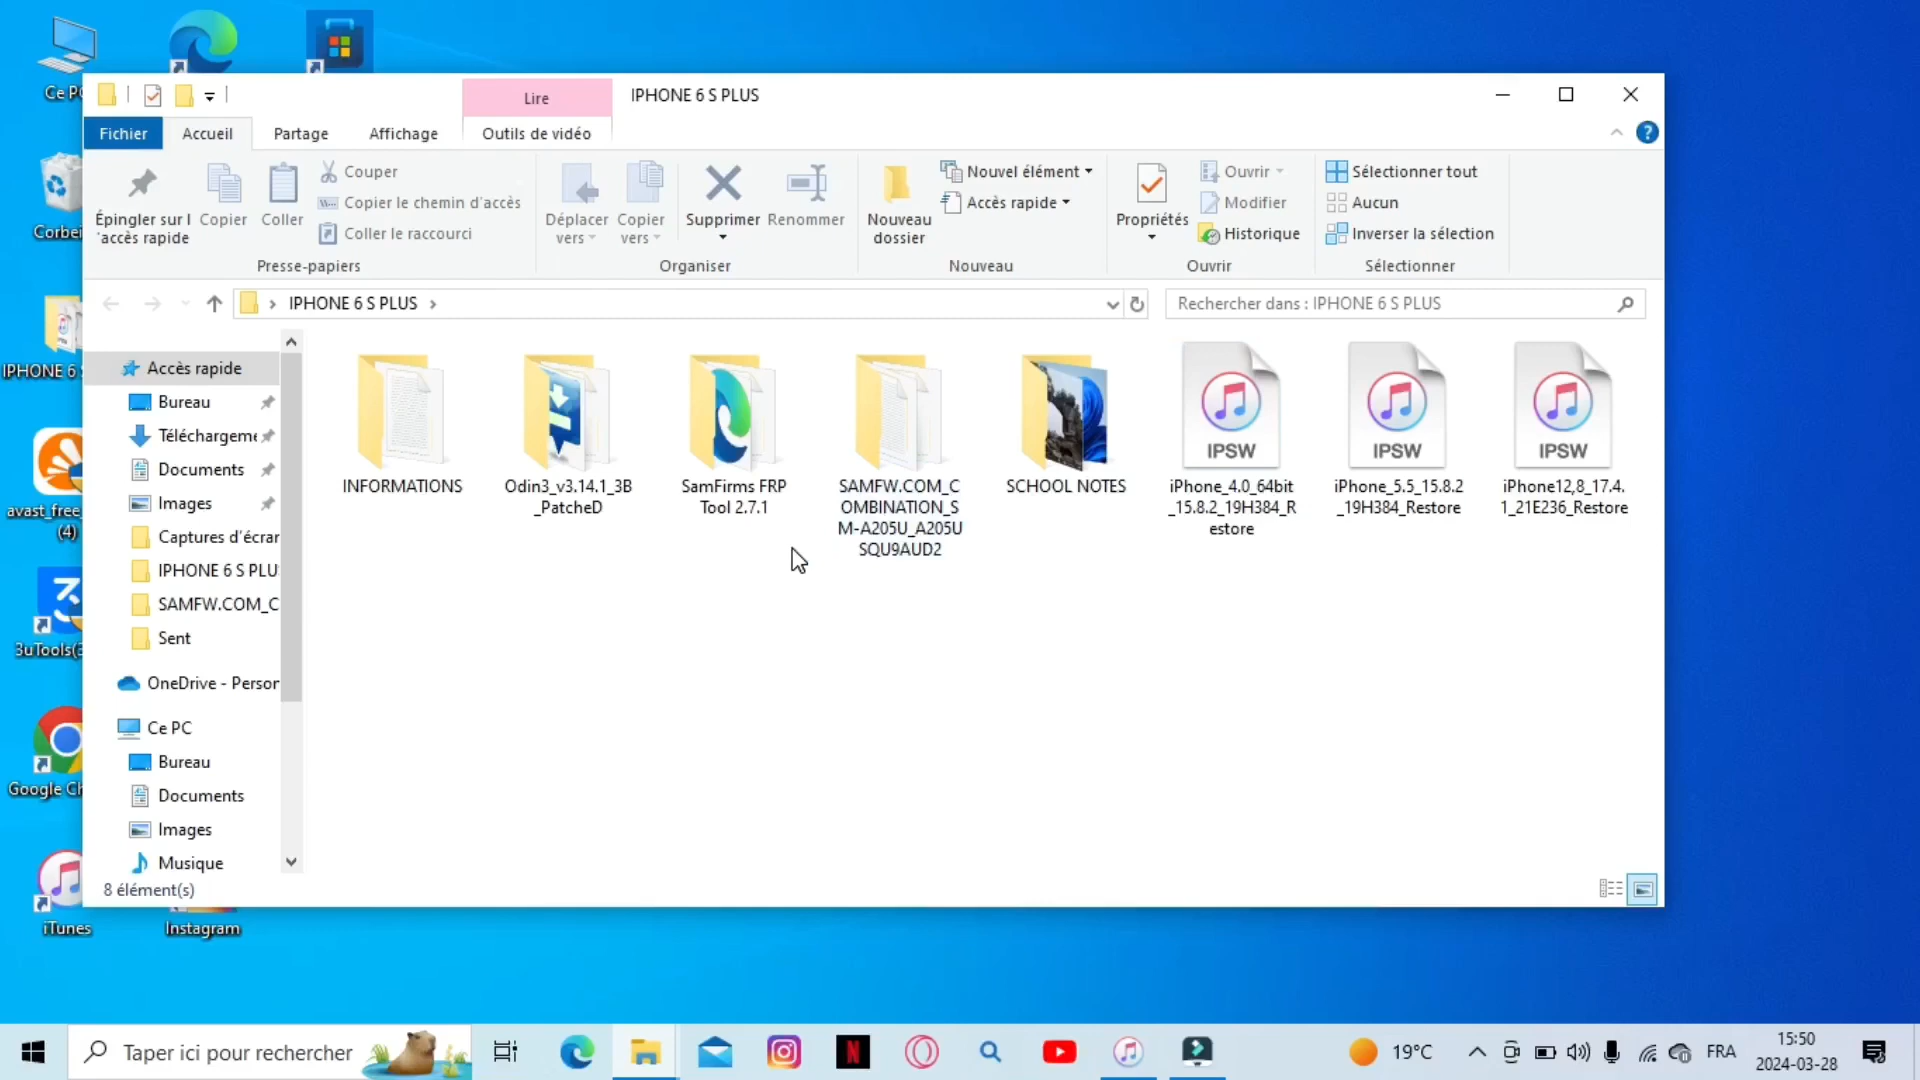 Ce PC
Corbei
IPHONE 6 S
avast_free_
(4)
3uTools(3
Google Ch
iTunes
Instagram
Lire
IPHONE 6 S PLUS
Fichier
Accueil
Partage
Affichage
Outils de vidéo
Épingler sur l
'accès rapide
Copier
Coller
Couper
Copier le chemin d'accès
Coller le raccourci
Presse-papiers
Déplacer
vers
Copier
vers
Supprimer
Renommer
Organiser
Nouveau
dossier
Nouvel élément
Accès rapide
Nouveau
Propriétés
Ouvrir
Modifier
Historique
Ouvrir
Sélectionner tout
Aucun
Inverser la sélection
Sélectionner
IPHONE 6 S PLUS
Rechercher dans : IPHONE 6 S PLUS
Accès rapide
Bureau
Téléchargeme
Documents
Images
Captures d'écrar
IPHONE 6 S PLU
SAMFW.COM_C
Sent
OneDrive - Persor
Ce PC
Bureau
Documents
Images
Musique
INFORMATIONS
Odin3_v3.14.1_3B
_PatcheD
SamFirms FRP
Tool 2.7.1
SAMFW.COM_C
OMBINATION_S
M-A205U_A205U
SQU9AUD2
SCHOOL NOTES
IPSW
iPhone_4.0_64bit
_15.8.2_19H384_R
estore
IPSW
iPhone_5.5_15.8.2
_19H384_Restore
IPSW
iPhone12,8_17.4.
1_21E236_Restore
8 élément(s)
Taper ici pour rechercher
19°C
FRA
15:50
2024-03-28